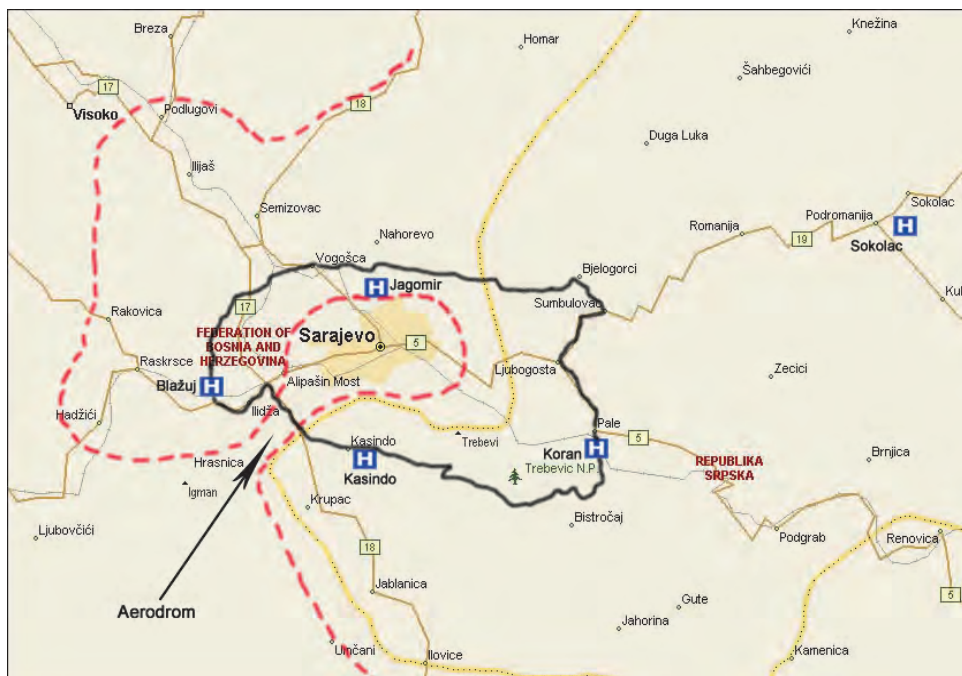 Breza
Homar
Knežina
Šahbegovići
17
18
Visoko
Podlugovi
Duga Luka
Ilijaš
Semizovac
Sokolac
Podromanija
Romanija
19
H
Sokolac
Nahorevo
Vogošca
Bjelogorci
H
Jagomir
Sumbulovac
Rakovica
17
FEDERATION OF
BOSNIA AND
HERZEGOVINA
Sarajevo
5
Raskrsce
Ljubogosta
Zecici
Blažuj
H
Alipašin Most
Hadžići
Ilidža
Pale
5
Trebevi
Kasindo
H
Kasindo
Koran
H
Trebevic N.P.
Brnjica
REPUBLIKA
SRPSKA
Hrasnica
Igman
Krupac
Bistročaj
Ljubovčići
Podgrab
Renovica
18
5
Jablanica
Aerodrom
Gute
Jahorina
Unčani
Ilovice
Kamenica